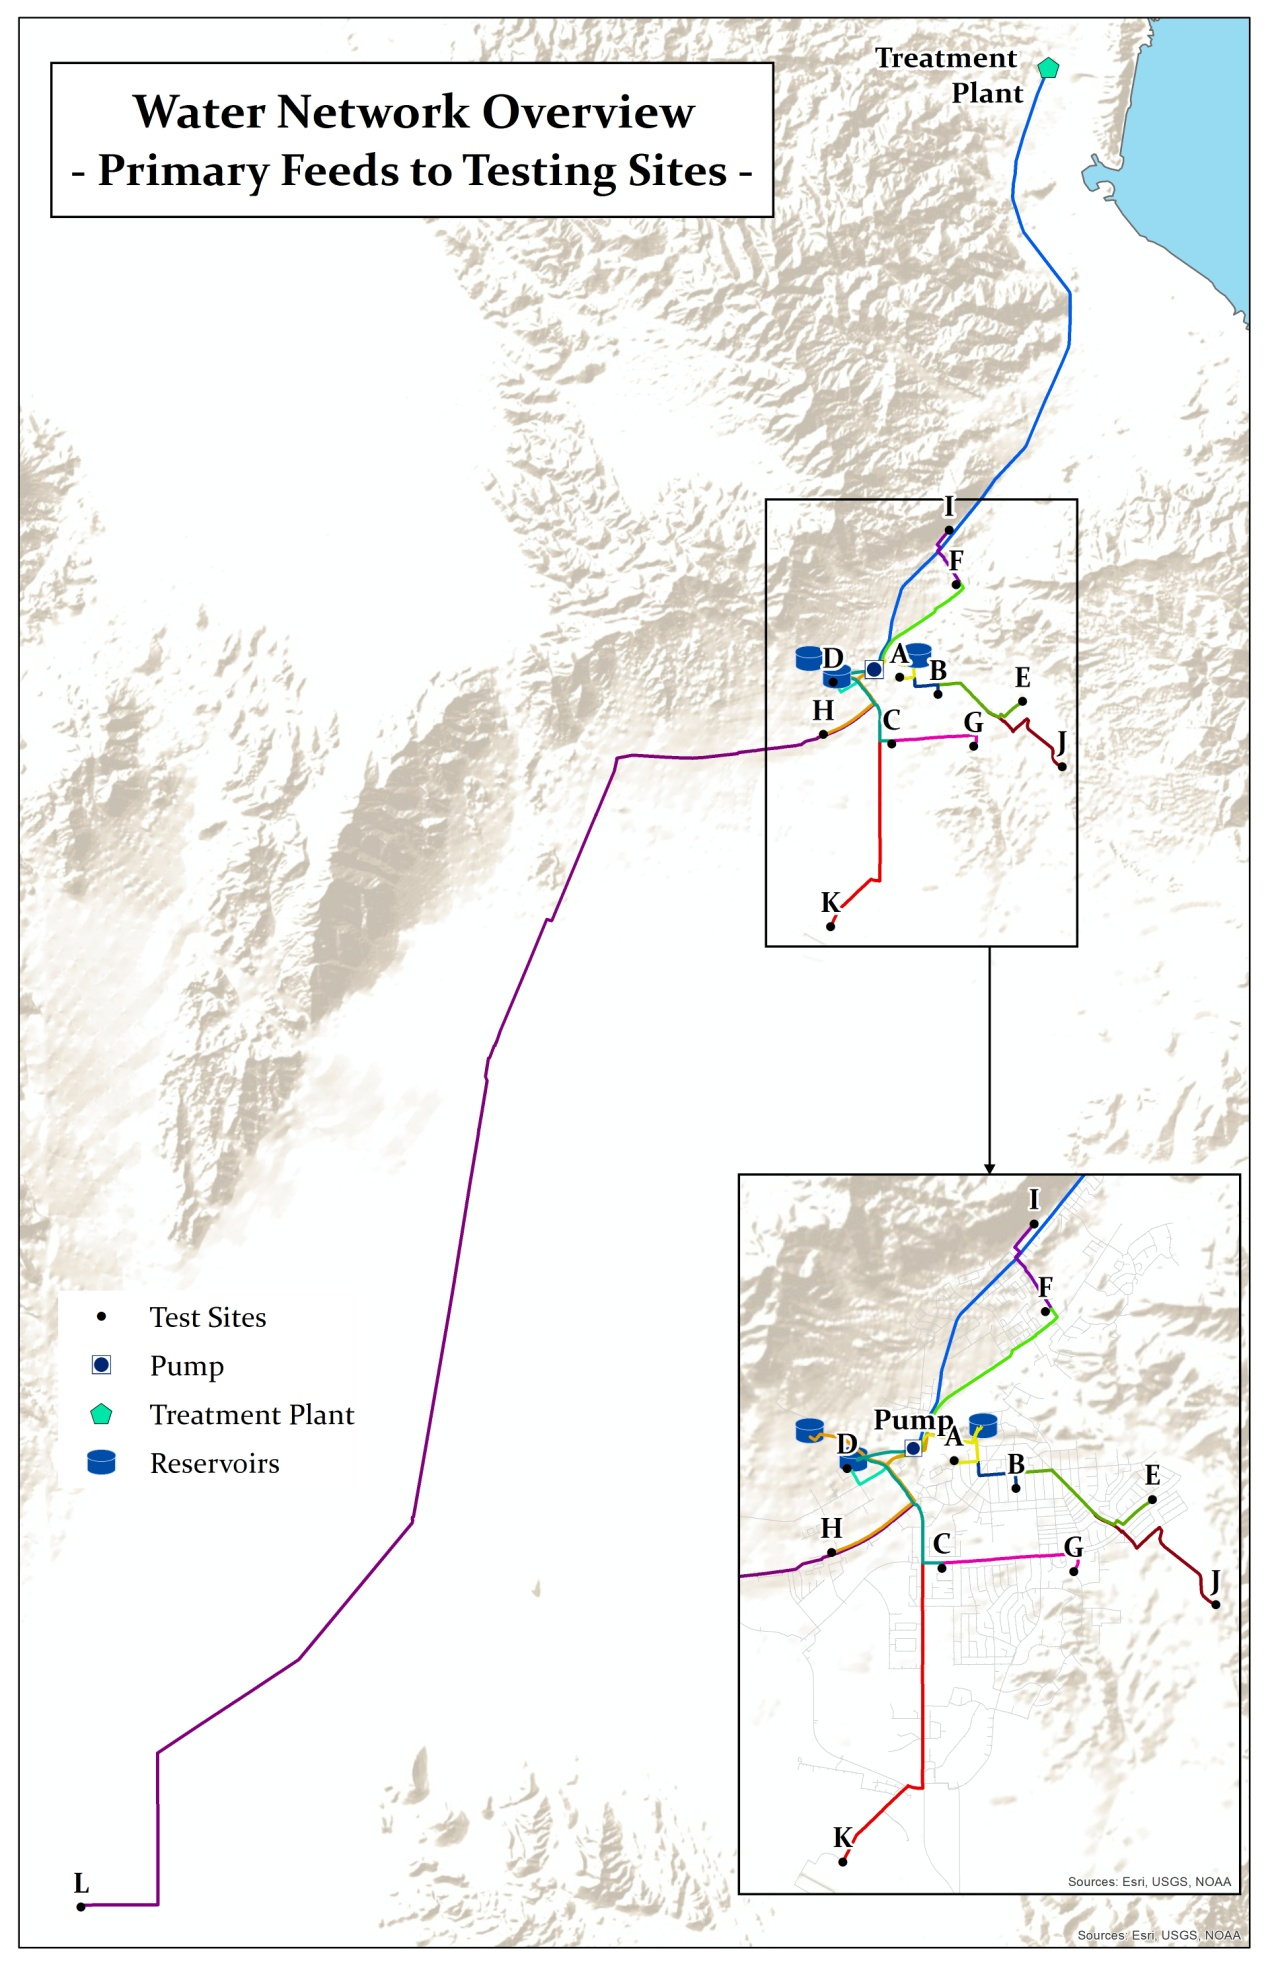 Treatment
Plant
Water Network Overview
- Primary Feeds to Testing Sites -
I
F
D
A
B
E
H
C
G
J
K
I
F
Pump
D
A
B
E
H
C
G
J
K
Sources: Esri, USGS, NOAA
Test Sites
Pump
Treatment Plant
Reservoirs
L
Sources: Esri, USGS, NOAA